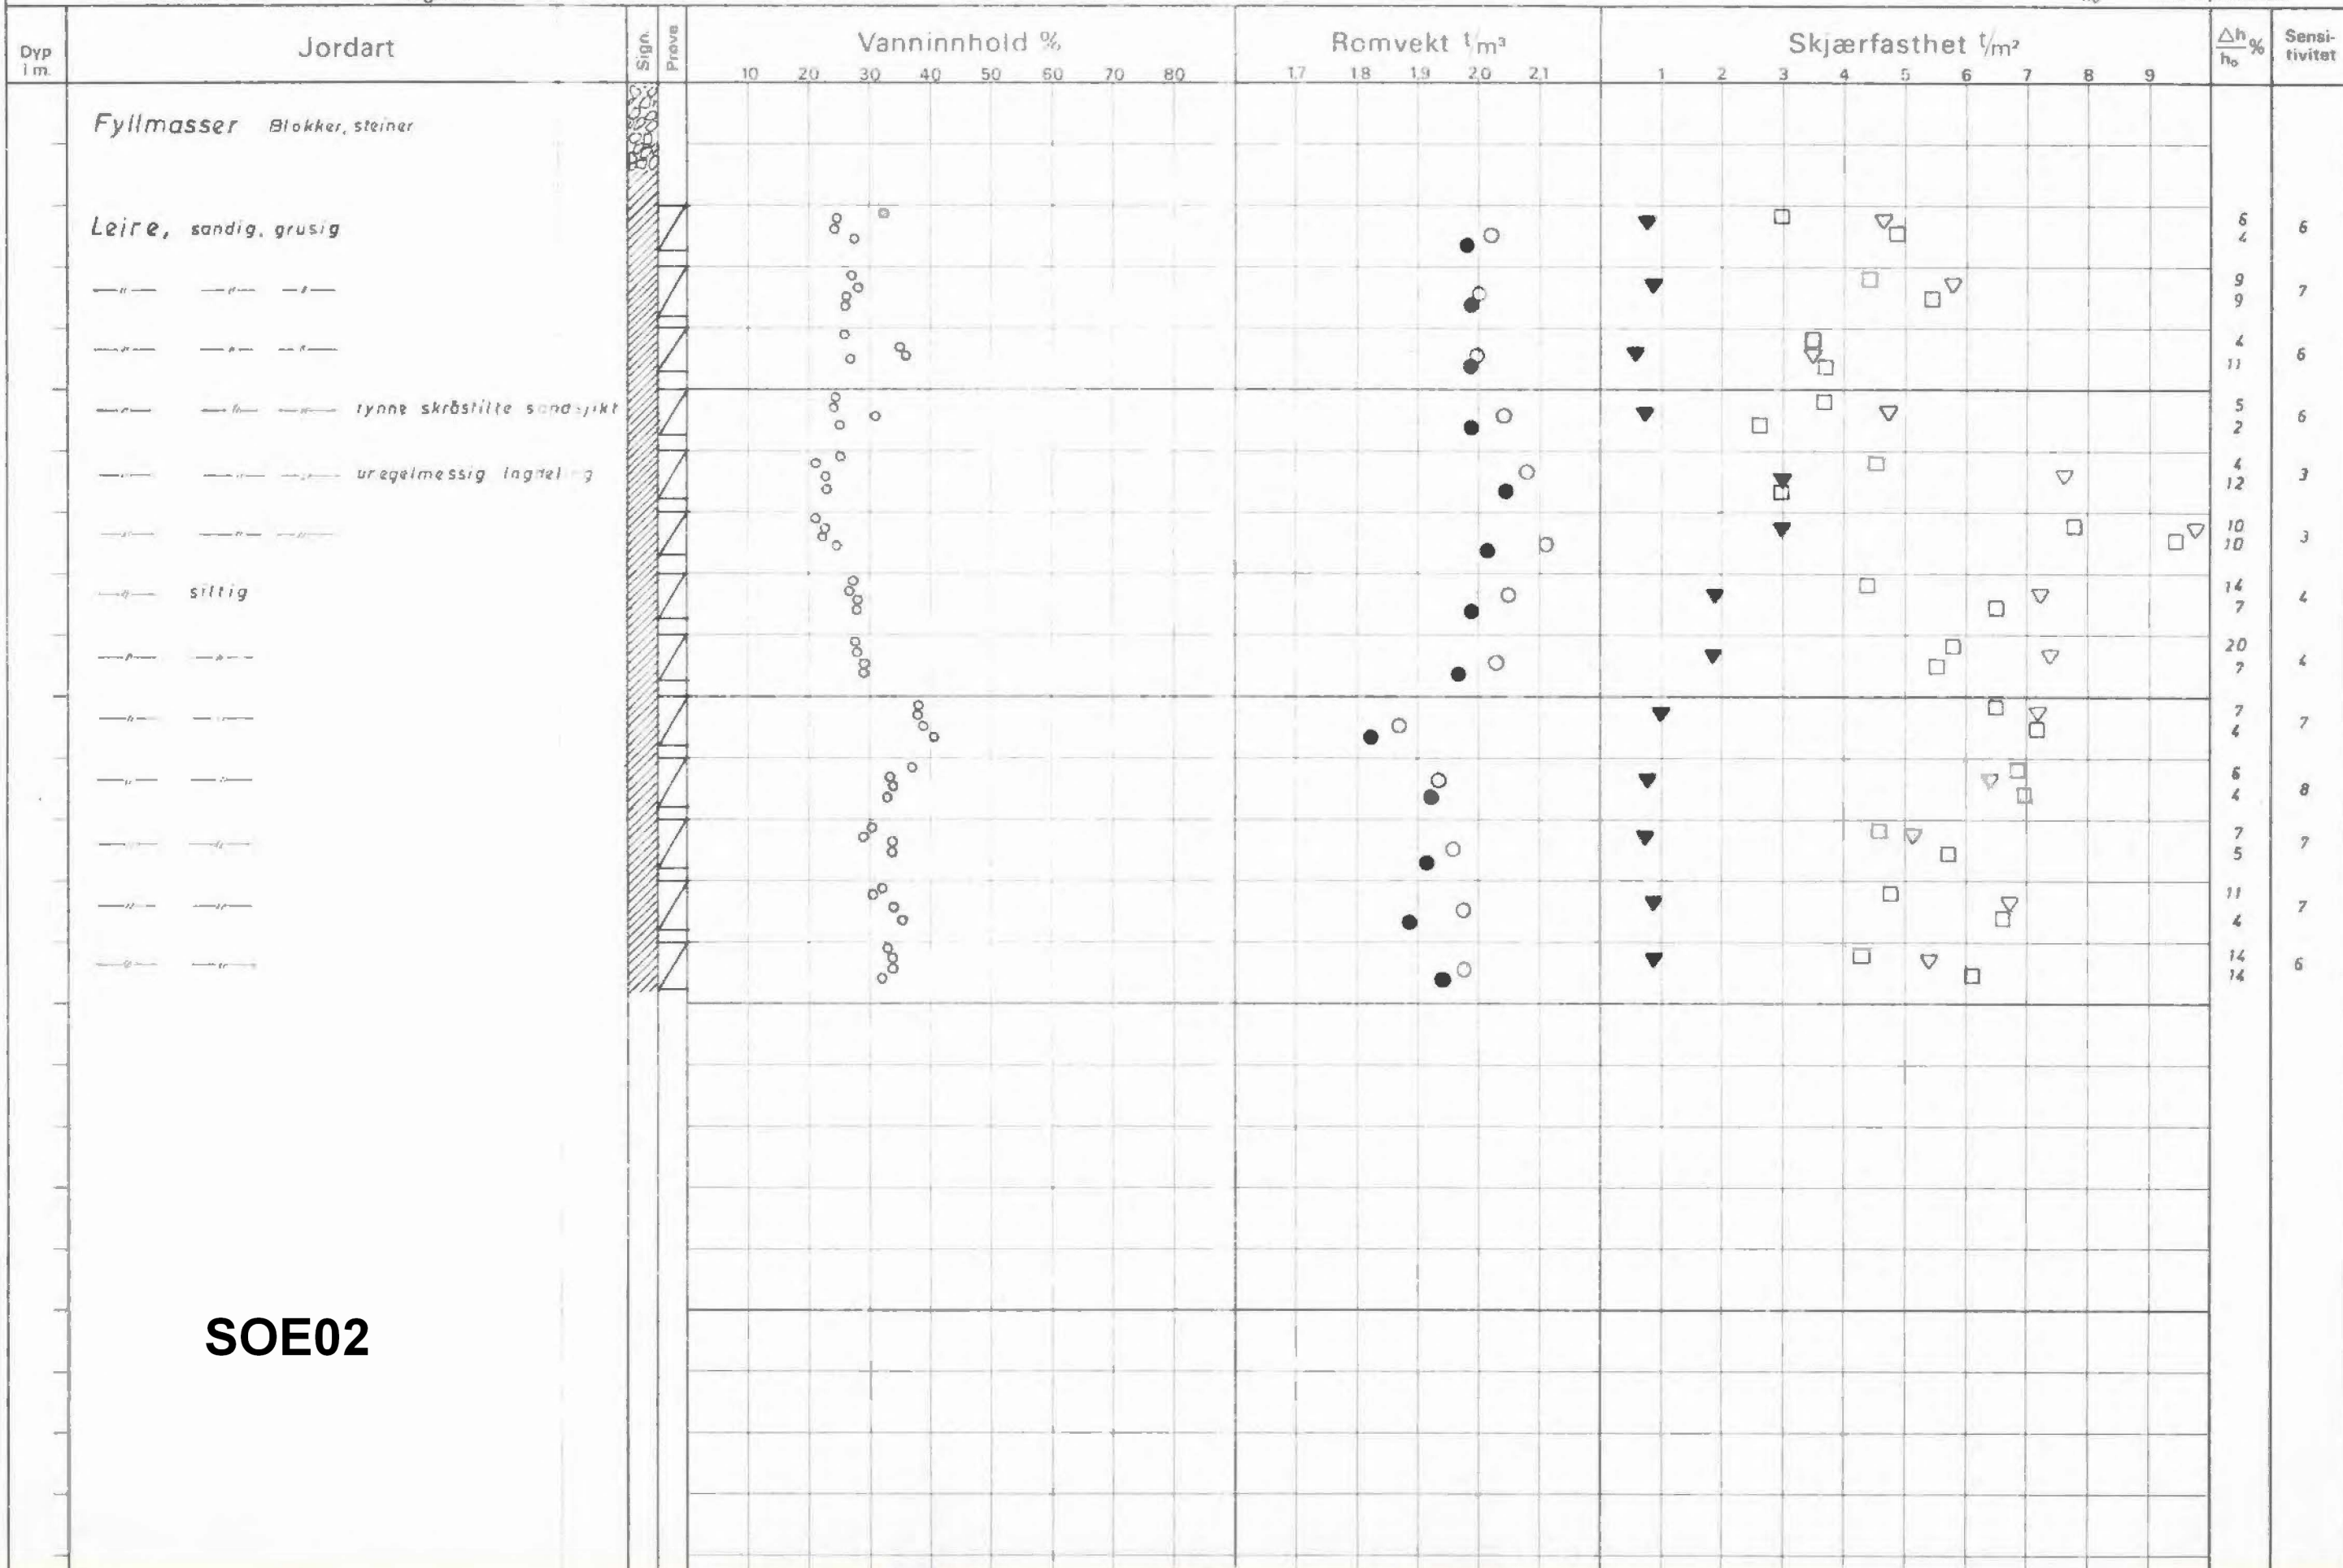 Dyp i m. Jordart Sign. Prøve Vanninnhold % Romvekt t/m³ Skjærfasthet t/m² Δh/h₀ % Sensi-tivitet
10 20 30 40 50 60 70 80 1.7 1.8 1.9 2.0 2.1 1 2 3 4 5 6 7 8 9
Fyllmasser Blokker, steiner
Leire, sandig, grusig 6 4 6
—"— —"— —"— 9 9 7
—"— —"— —"— 4 11 6
—"— —"— —"— tynne skråstilte 5 2 6
—"— —"— —"— uregelmessig 4 12 3
—"— —"— —"— 10 10 3
—"— siltig 14 7 4
—"— —"— 20 7 4
—"— —"— 7 4 7
—"— —"— 6 4 8
—"— —"— 7 5 7
—"— —"— 11 4 7
—"— —"— 14 14 6
SOE02